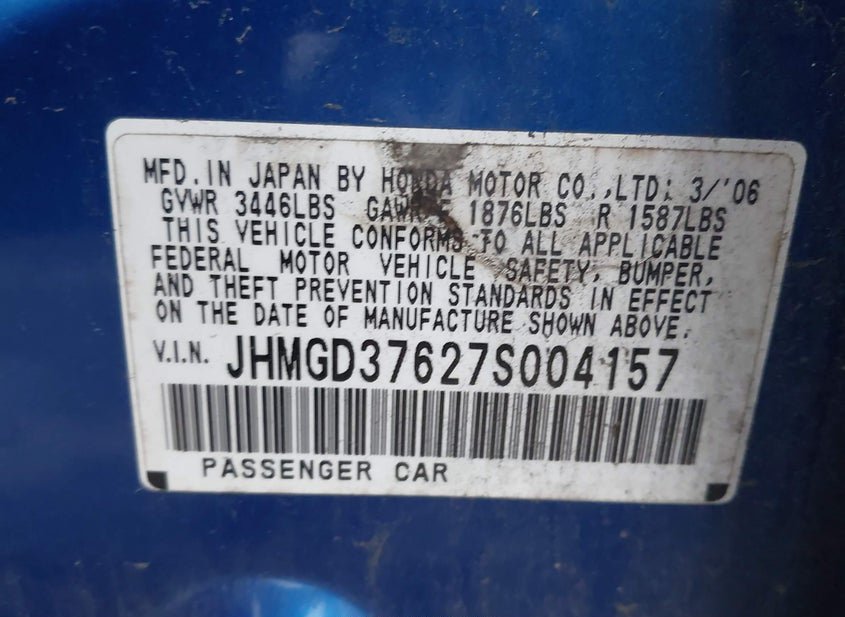 MFD. IN JAPAN BY HONDA MOTOR CO.,LTD: 3/'06
GVWR 3446LBS GAWR F 1876LBS R 1587LBS
THIS VEHICLE CONFORMS TO ALL APPLICABLE
FEDERAL MOTOR VEHICLE SAFETY, BUMPER,
AND THEFT PREVENTION STANDARDS IN EFFECT
ON THE DATE OF MANUFACTURE SHOWN ABOVE.
V.I.N. JHMGD37627S004157
PASSENGER CAR